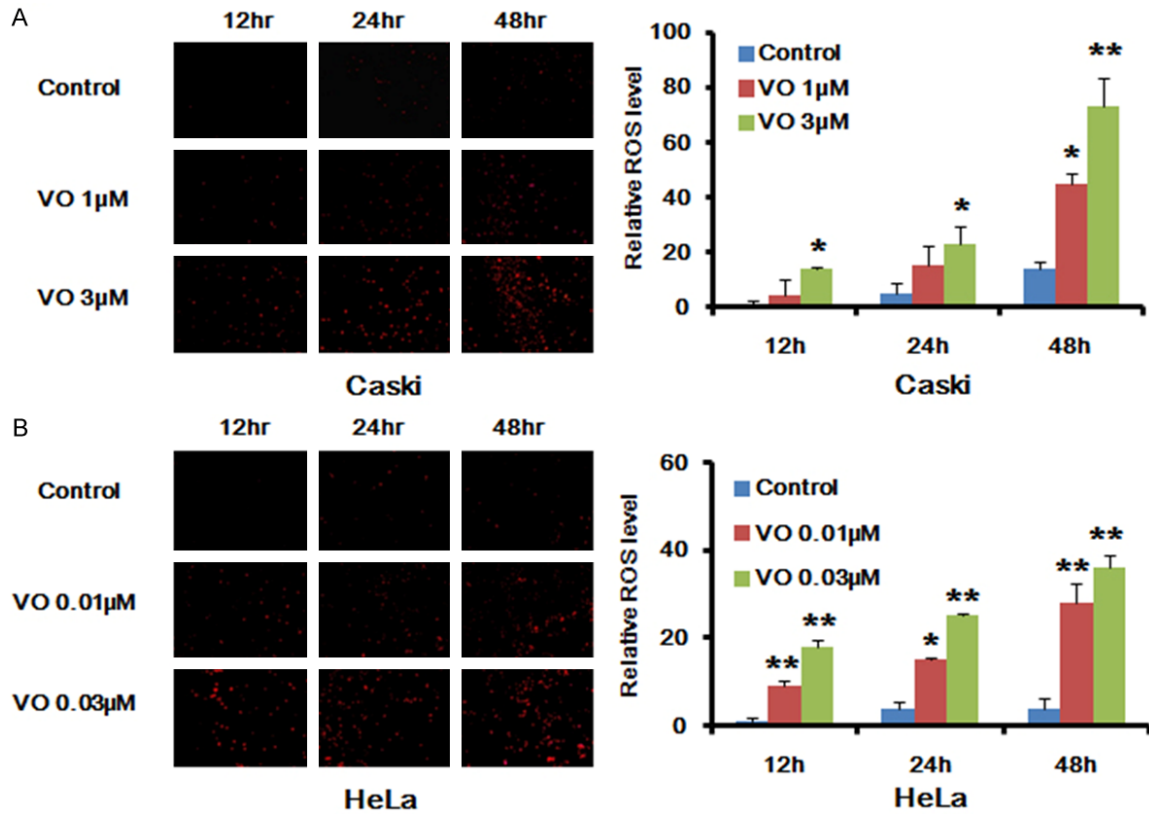 A
12hr 24hr 48hr
Control
VO 1µM
VO 3µM
Caski
Relative ROS level
100
80
60
40
20
0
Control
VO 1µM
VO 3µM
*
*
*
**
12h 24h 48h
Caski
B
12hr 24hr 48hr
Control
VO 0.01µM
VO 0.03µM
HeLa
Relative ROS level
60
40
20
0
Control
VO 0.01µM
VO 0.03µM
**
**
*
**
**
**
12h 24h 48h
HeLa